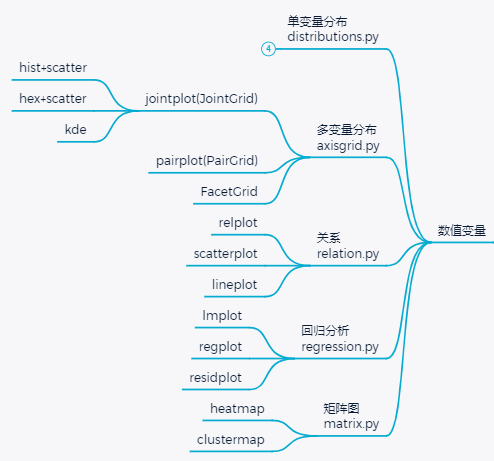 单变量分布
distributions.py
4
hist+scatter
hex+scatter
jointplot(JointGrid)
kde
多变量分布
axisgrid.py
pairplot(PairGrid)
FacetGrid
relplot
数值变量
关系
relation.py
scatterplot
lineplot
lmplot
回归分析
regression.py
regplot
residplot
heatmap
矩阵图
matrix.py
clustermap